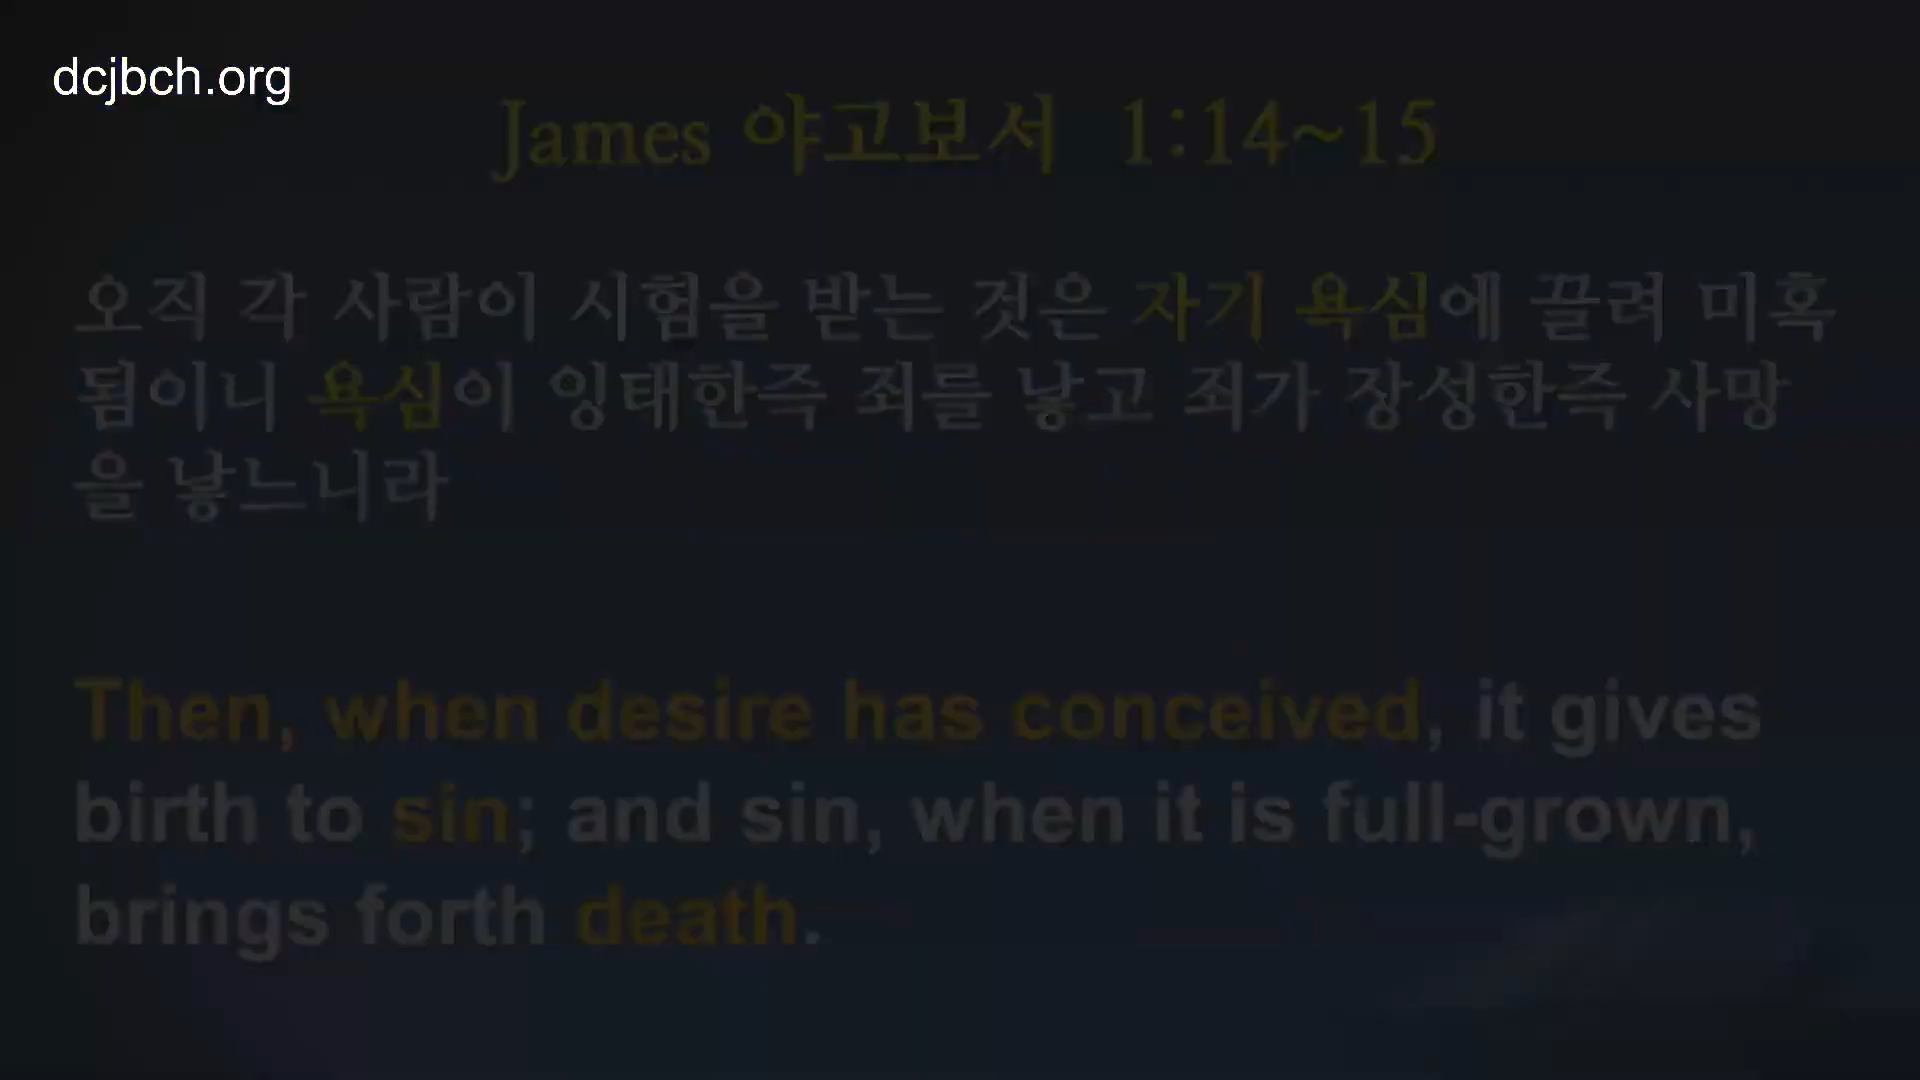 dcjbch.org
James 야고보서 1:14~15
오직 각 사람이 시험을 받는 것은 자기 욕심에 끌려 미혹
됨이니 욕심이 잉태한즉 죄를 낳고 죄가 장성한즉 사망
을 낳느니라
Then, when desire has conceived, it gives
birth to sin; and sin, when it is full-grown,
brings forth death.